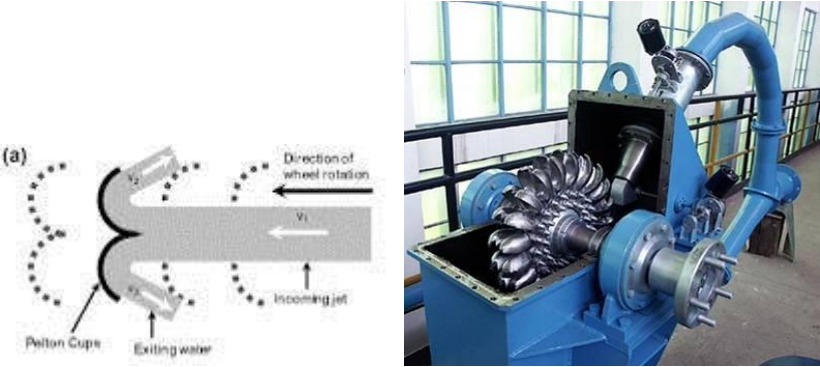 (a)
Direction of
wheel rotation
V₂
V₁
V₂
Incoming jet
Pelton Cups
Exiting water